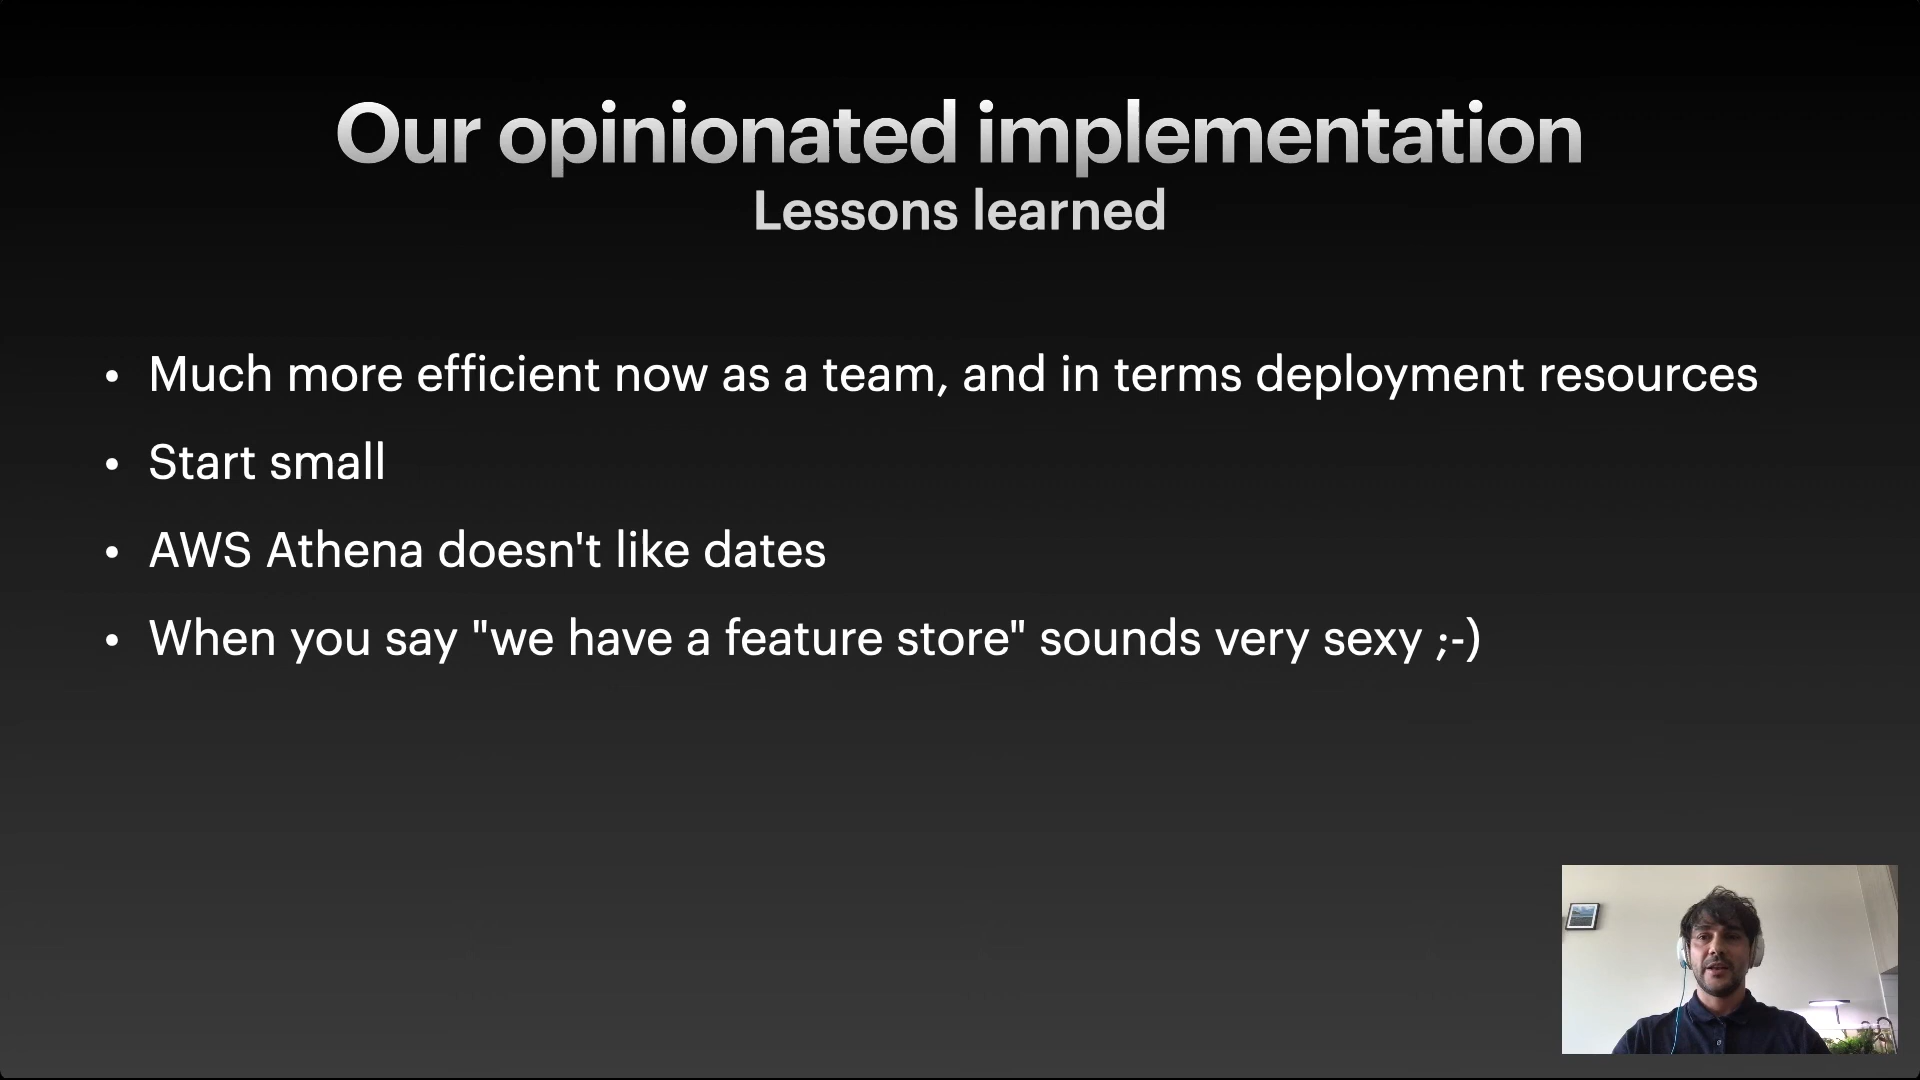 Our opinionated implementation
Lessons learned
• Much more efficient now as a team, and in terms deployment resources
• Start small
• AWS Athena doesn't like dates
• When you say "we have a feature store" sounds very sexy ;-)